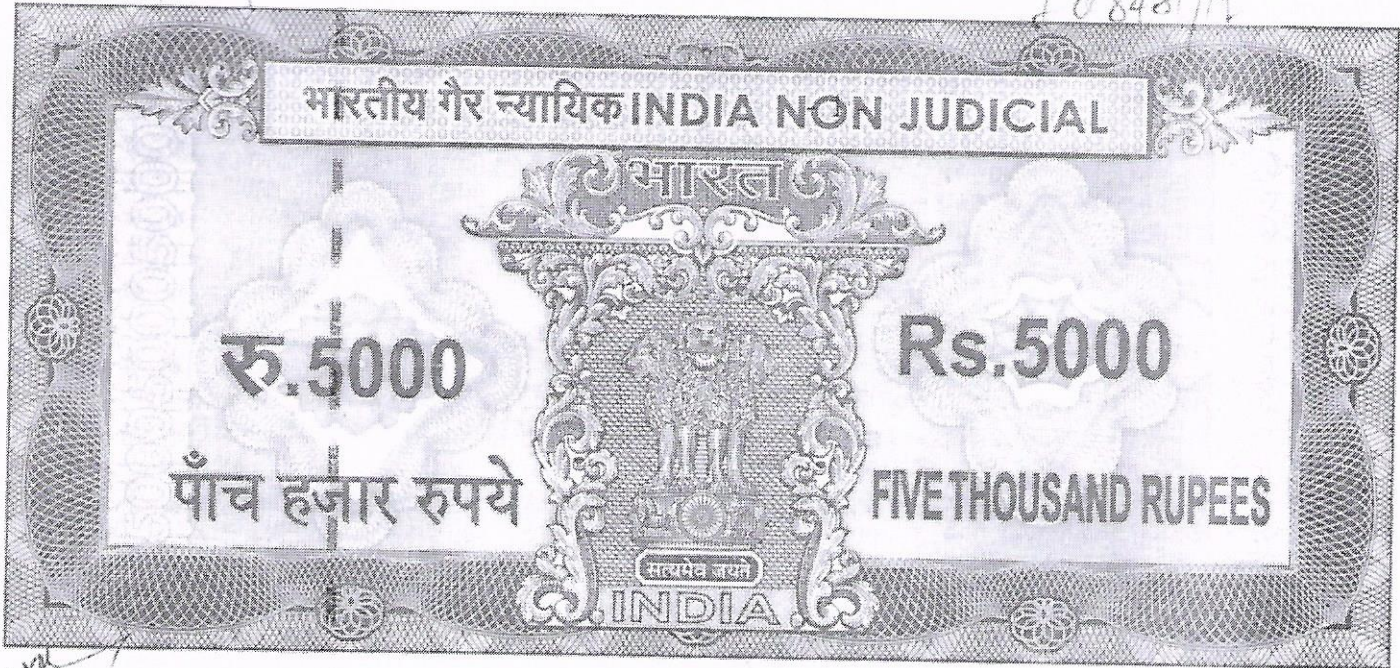 भारतीय गैर न्यायिक INDIA NON JUDICIAL
भारत
रु.5000
Rs.5000
पाँच हजार रुपये
FIVE THOUSAND RUPEES
सत्यमेव जयते
INDIA